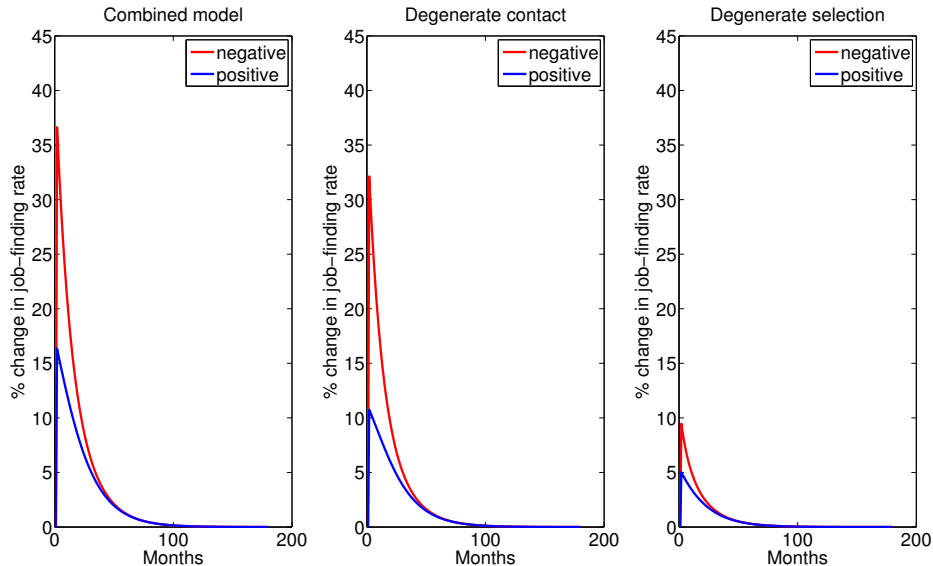 Combined model
% change in job-finding rate
45
40
35
30
25
20
15
10
5
0
0
100
200
Months
negative
positive
Degenerate contact
% change in job-finding rate
45
40
35
30
25
20
15
10
5
0
0
100
200
Months
negative
positive
Degenerate selection
% change in job-finding rate
45
40
35
30
25
20
15
10
5
0
0
100
200
Months
negative
positive